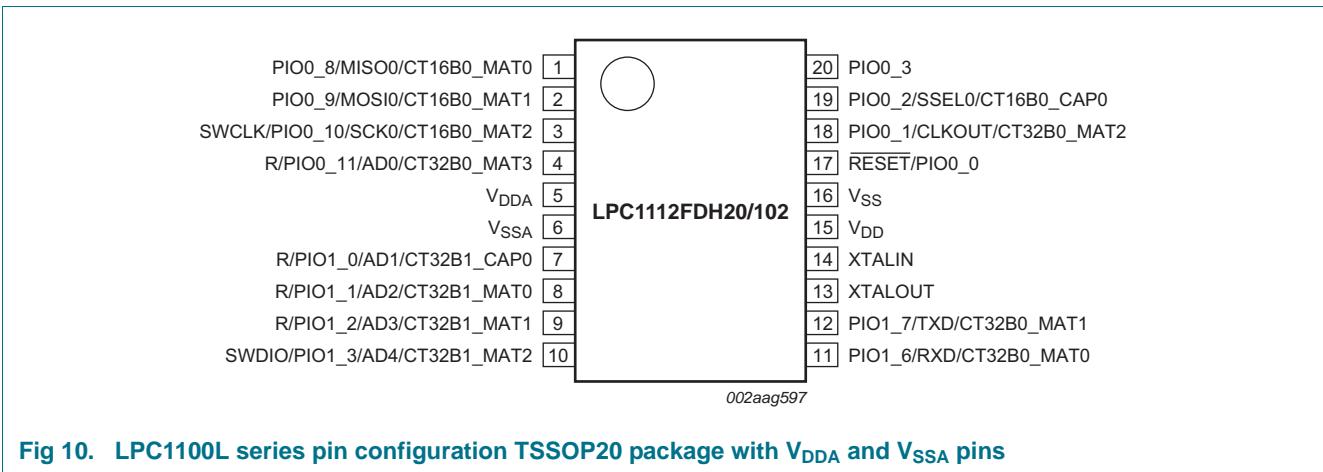 PIO0_8/MISO0/CT16B0_MAT0 1
PIO0_9/MOSI0/CT16B0_MAT1 2
SWCLK/PIO0_10/SCK0/CT16B0_MAT2 3
R/PIO0_11/AD0/CT32B0_MAT3 4
VDDA 5
VSSA 6
R/PIO1_0/AD1/CT32B1_CAP0 7
R/PIO1_1/AD2/CT32B1_MAT0 8
R/PIO1_2/AD3/CT32B1_MAT1 9
SWDIO/PIO1_3/AD4/CT32B1_MAT2 10
LPC1112FDH20/102
20 PIO0_3
19 PIO0_2/SSEL0/CT16B0_CAP0
18 PIO0_1/CLKOUT/CT32B0_MAT2
17 RESET/PIO0_0
16 VSS
15 VDD
14 XTALIN
13 XTALOUT
12 PIO1_7/TXD/CT32B0_MAT1
11 PIO1_6/RXD/CT32B0_MAT0
002aag597
Fig 10. LPC1100L series pin configuration TSSOP20 package with VDDA and VSSA pins